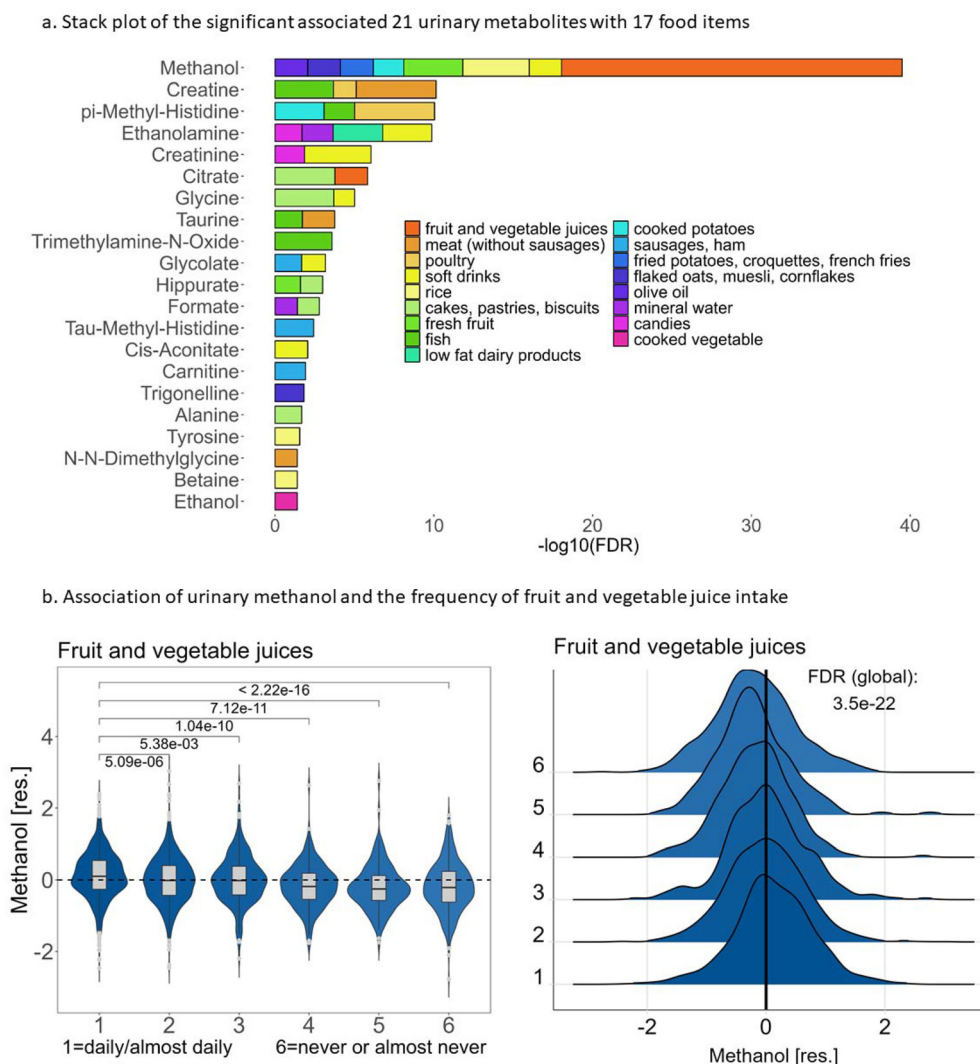 a. Stack plot of the significant associated 21 urinary metabolites with 17 food items
Methanol
Creatine
pi-Methyl-Histidine
Ethanolamine
Creatinine
Citrate
Glycine
Taurine
Trimethylamine-N-Oxide
Glycolate
Hippurate
Formate
Tau-Methyl-Histidine
Cis-Aconitate
Carnitine
Trigonelline
Alanine
Tyrosine
N-N-Dimethylglycine
Betaine
Ethanol
fruit and vegetable juices
meat (without sausages)
poultry
soft drinks
rice
cakes, pastries, biscuits
fresh fruit
fish
low fat dairy products
cooked potatoes
sausages, ham
fried potatoes, croquettes, french fries
flaked oats, muesli, cornflakes
olive oil
mineral water
candies
cooked vegetable
0 10 20 30 40
-log10(FDR)
b. Association of urinary methanol and the frequency of fruit and vegetable juice intake
Fruit and vegetable juices
< 2.22e-16
7.12e-11
1.04e-10
5.38e-03
5.09e-06
4
2
0
-2
Methanol [res.]
1 2 3 4 5 6
1=daily/almost daily 6=never or almost never
Fruit and vegetable juices
FDR (global):
3.5e-22
6
5
4
3
2
1
-2 0 2
Methanol [res.]